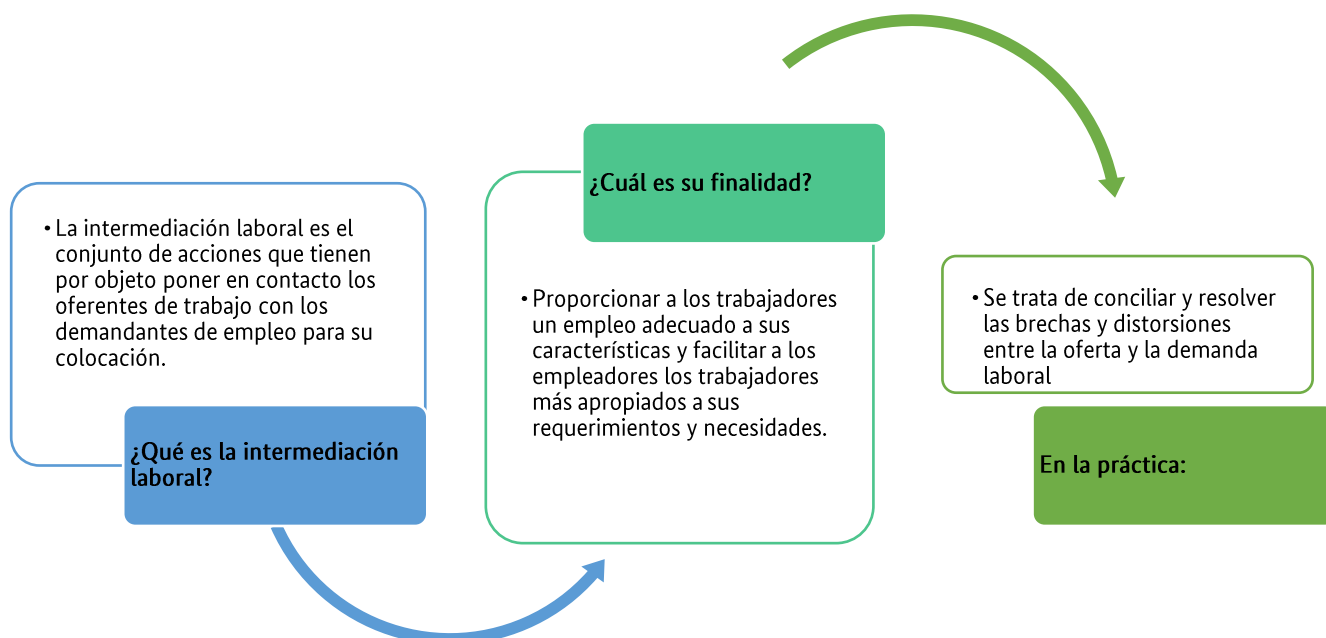 • La intermediación laboral es el
conjunto de acciones que tienen
por objeto poner en contacto los
oferentes de trabajo con los
demandantes de empleo para su
colocación.
¿Qué es la intermediación
laboral?
¿Cuál es su finalidad?
• Proporcionar a los trabajadores
un empleo adecuado a sus
características y facilitar a los
empleadores los trabajadores
más apropiados a sus
requerimientos y necesidades.
• Se trata de conciliar y resolver
las brechas y distorsiones
entre la oferta y la demanda
laboral
En la práctica: